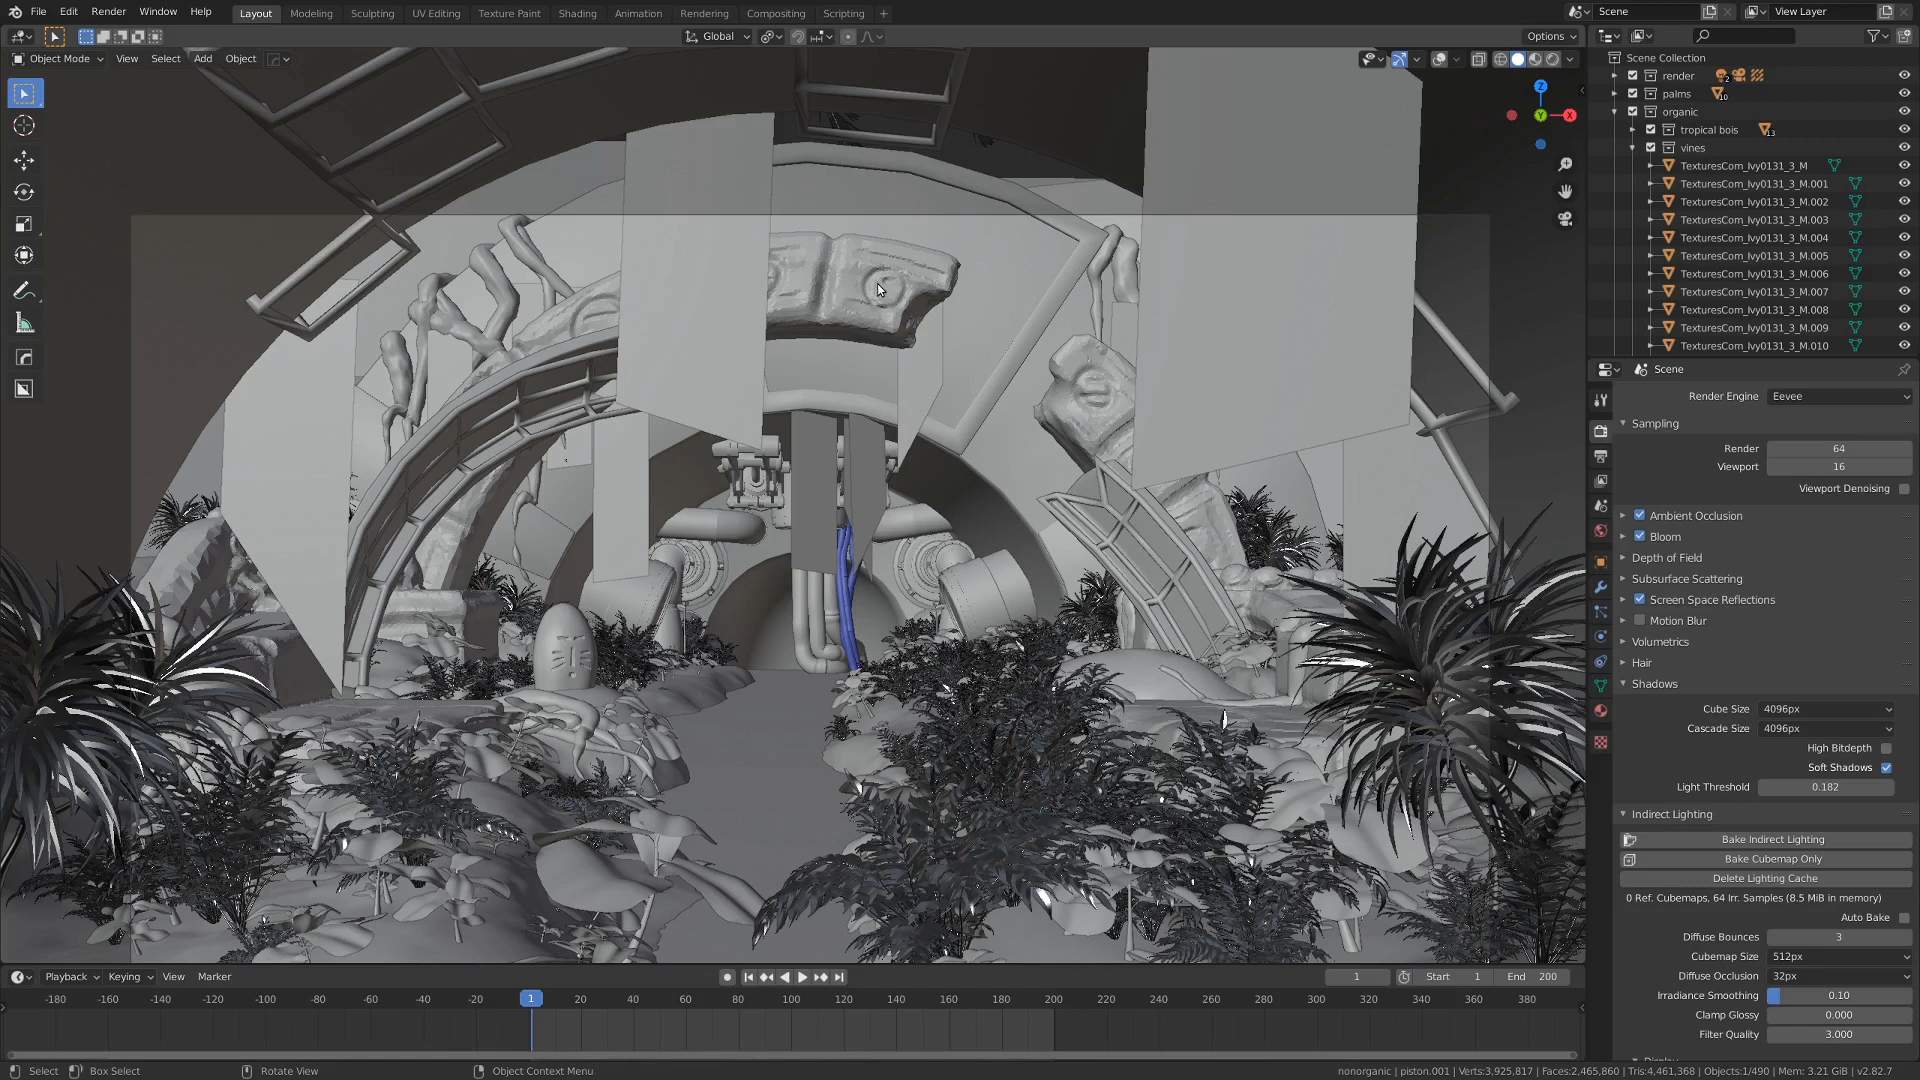 File Edit Render Window Help Layout Modeling Sculpting UV Editing Texture Paint Shading Animation Rendering Compositing Scripting + Scene View Layer
Global Options
Object Mode View Select Add Object
Z
Y X
Scene Collection
render 2
palms 10
organic
tropical bois 13
vines
TexturesCom_Ivy0131_3_M
TexturesCom_Ivy0131_3_M.001
TexturesCom_Ivy0131_3_M.002
TexturesCom_Ivy0131_3_M.003
TexturesCom_Ivy0131_3_M.004
TexturesCom_Ivy0131_3_M.005
TexturesCom_Ivy0131_3_M.006
TexturesCom_Ivy0131_3_M.007
TexturesCom_Ivy0131_3_M.008
TexturesCom_Ivy0131_3_M.009
TexturesCom_Ivy0131_3_M.010
Scene
Render Engine Eevee
Sampling
Render 64
Viewport 16
Viewport Denoising
Ambient Occlusion
Bloom
Depth of Field
Subsurface Scattering
Screen Space Reflections
Motion Blur
Volumetrics
Hair
Shadows
Cube Size 4096px
Cascade Size 4096px
High Bitdepth
Soft Shadows
Light Threshold 0.182
Indirect Lighting
Bake Indirect Lighting
Bake Cubemap Only
Delete Lighting Cache
0 Ref. Cubemaps, 64 Irr. Samples (8.5 MiB in memory)
Auto Bake
Diffuse Bounces 3
Cubemap Size 512px
Diffuse Occlusion 32px
Irradiance Smoothing 0.10
Clamp Glossy 0.000
Filter Quality 3.000
Display
Playback Keying View Marker 1 Start 1 End 200
-180 -160 -140 -120 -100 -80 -60 -40 -20 1 20 40 60 80 100 120 140 160 180 200 220 240 260 280 300 320 340 360 380
Select Box Select Rotate View Object Context Menu nonorganic | piston.001 | Verts:3,925,817 | Faces:2,465,860 | Tris:4,461,368 | Objects:1/490 | Mem: 3.21 GiB | v2.82.7